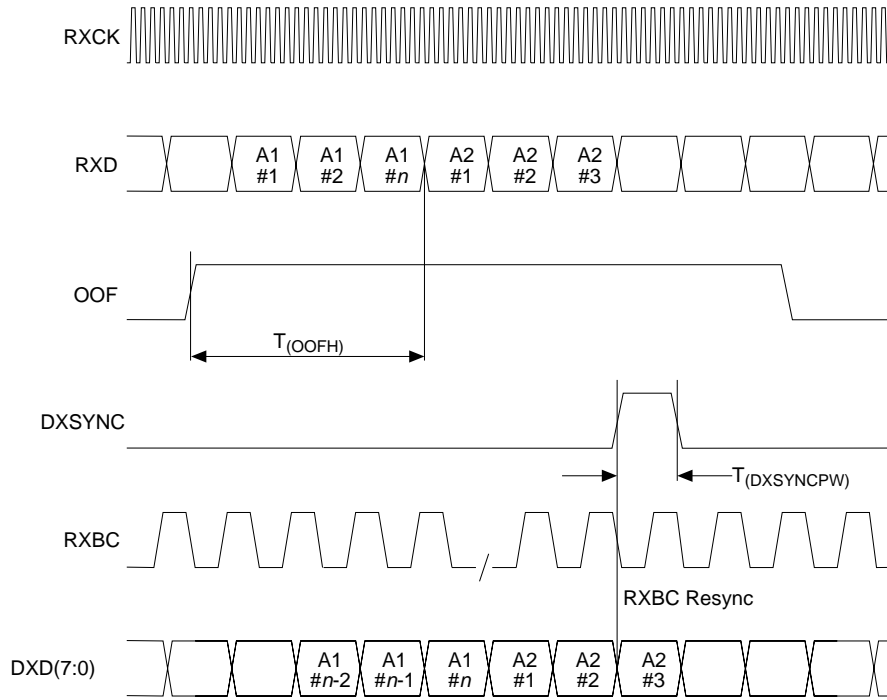 RXCK
RXD
A1 A1 A1 A2 A2 A2
#1 #2 #n #1 #2 #3
OOF
T(OOFH)
DXSYNC
T(DXSYNCPW)
RXBC
RXBC Resync
DXD(7:0)
A1 A1 A1 A2 A2 A2
#n-2 #n-1 #n #1 #2 #3